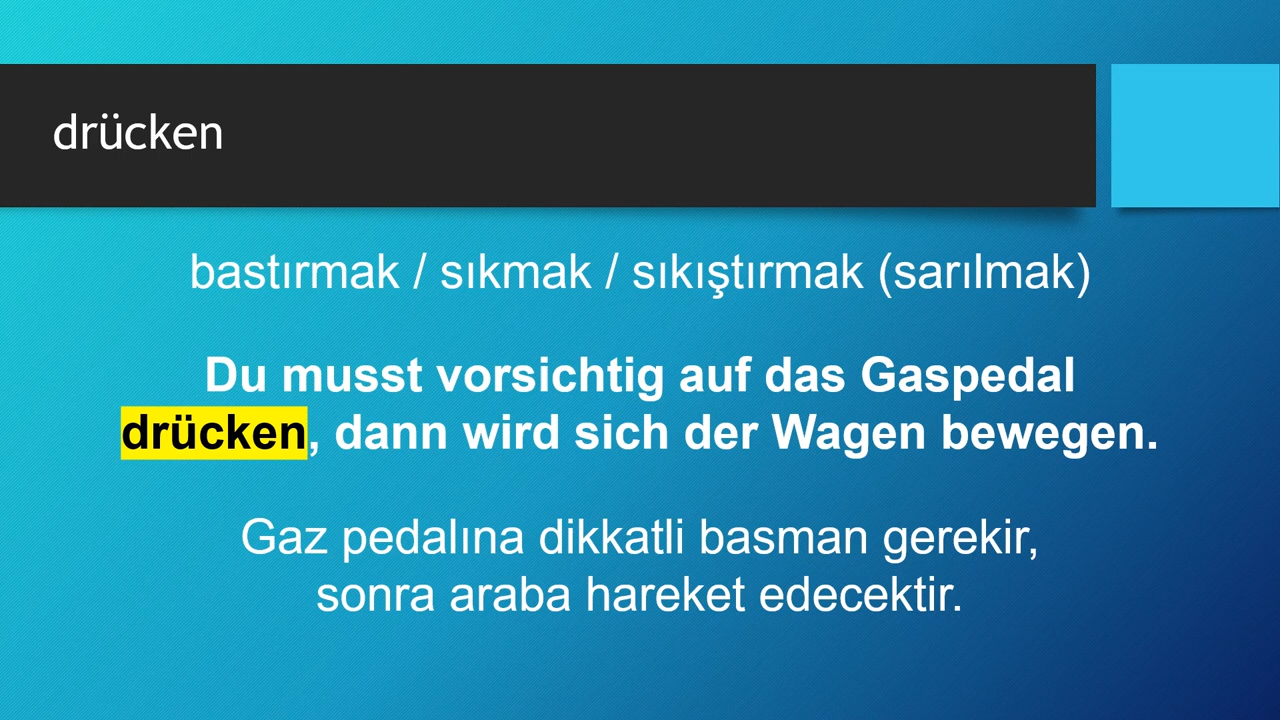 drücken
bastırmak / sıkmak / sıkıştırmak (sarılmak)
Du musst vorsichtig auf das Gaspedal
drücken, dann wird sich der Wagen bewegen.
Gaz pedalına dikkatli basman gerekir,
sonra araba hareket edecektir.